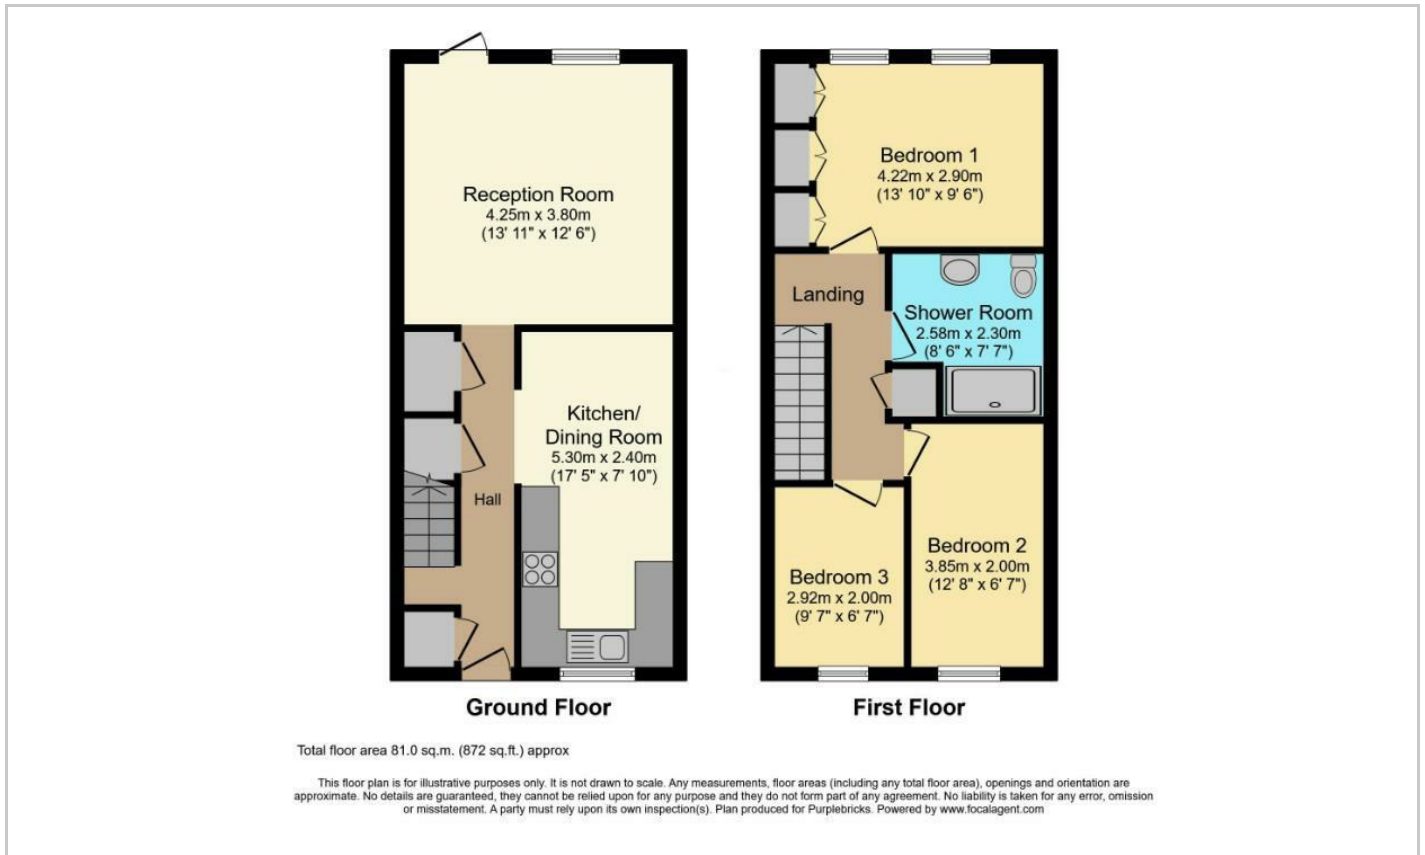 Reception Room
4.25m x 3.80m
(13' 11" x 12' 6")
Kitchen/
Dining Room
5.30m x 2.40m
(17' 5" x 7' 10")
Hall
Ground Floor
Bedroom 1
4.22m x 2.90m
(13' 10" x 9' 6")
Landing
Shower Room
2.58m x 2.30m
(8' 6" x 7' 7")
Bedroom 2
3.85m x 2.00m
(12' 8" x 6' 7")
Bedroom 3
2.92m x 2.00m
(9' 7" x 6' 7")
First Floor
Total floor area 81.0 sq.m. (872 sq.ft.) approx
This floor plan is for illustrative purposes only. It is not drawn to scale. Any measurements, floor areas (including any total floor area), openings and orientation are
approximate. No details are guaranteed, they cannot be relied upon for any purpose and they do not form part of any agreement. No liability is taken for any error, omission
or misstatement. A party must rely upon its own inspection(s). Plan produced for Purplebricks. Powered by www.focalagent.com